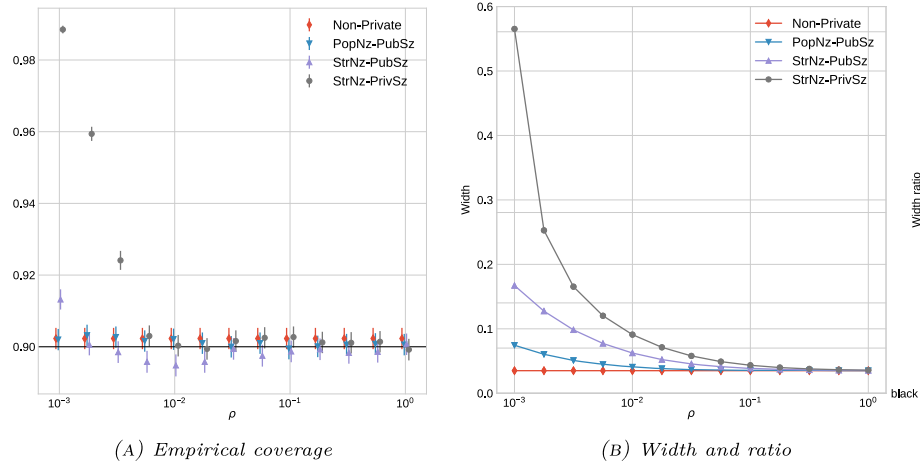 Non-Private
PopNz-PubSz
StrNz-PubSz
StrNz-PrivSz
0.98
0.96
0.94
0.92
0.90
10⁻³
10⁻²
10⁻¹
10⁰
ρ
(A) Empirical coverage
Non-Private
PopNz-PubSz
StrNz-PubSz
StrNz-PrivSz
Width
0.6
0.5
0.4
0.3
0.2
0.1
0.0
10⁻³
10⁻²
10⁻¹
10⁰
ρ
Width ratio
black
(B) Width and ratio